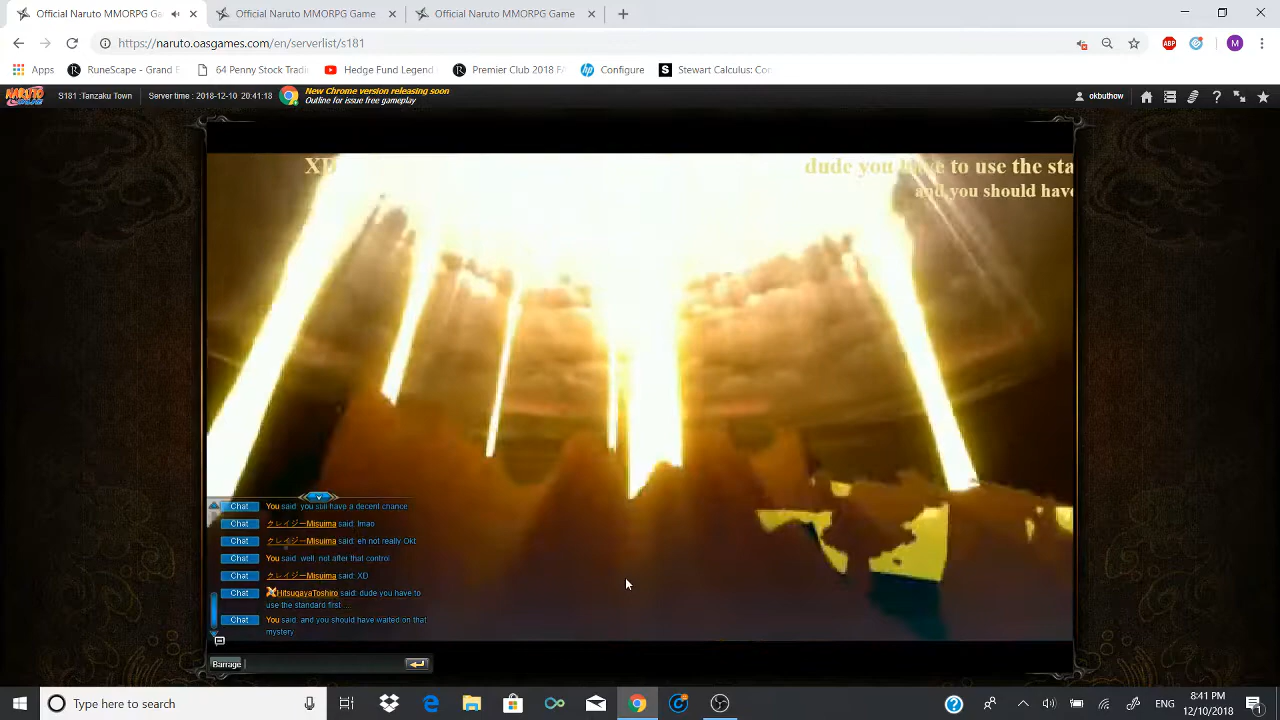 Official Naruto MMORPG Game
Official Naruto MMORPG Game
Official Naruto MMORPG Game
https://naruto.oasgames.com/en/serverlist/s181
ABP
M
Apps
RuneScape - Grand E
64 Penny Stock Tradi
Hedge Fund Legend
Premier Club 2018 FA
Configure
Stewart Calculus: Co
NARUTO
S181 :Tanzaku Town
Server time : 2018-12-10 20:41:18
New Chrome version releasing soon
Outline for issue free gameplay
okbuthow
XD
dude you have to use the sta
and you should have
Chat You said: you still have a decent chance
Chat クレイジーMisuima said: lmao
Chat クレイジーMisuima said: eh not really Okt
Chat You said: well, not after that control
Chat クレイジーMisuima said: XD
Chat HitsugayaToshiro said: dude you have to
use the standard first ...
Chat You said: and you should have waited on that
mystery
Barrage
Type here to search
ENG
8:41 PM
12/10/2018